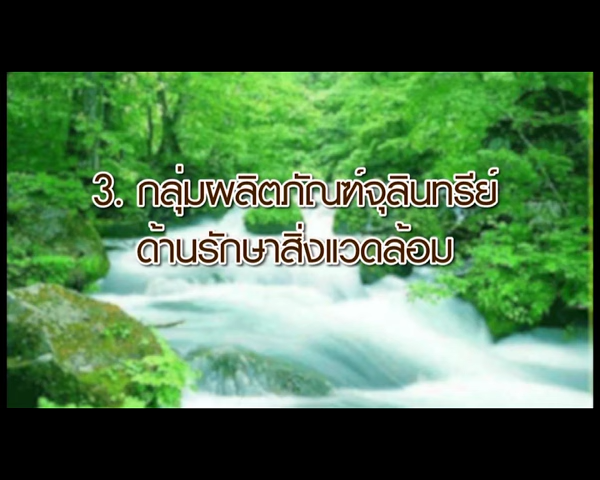 3. กลุ่มผลิตภัณฑ์จุลินทรีย์
ด้านรักษาสิ่งแวดล้อม